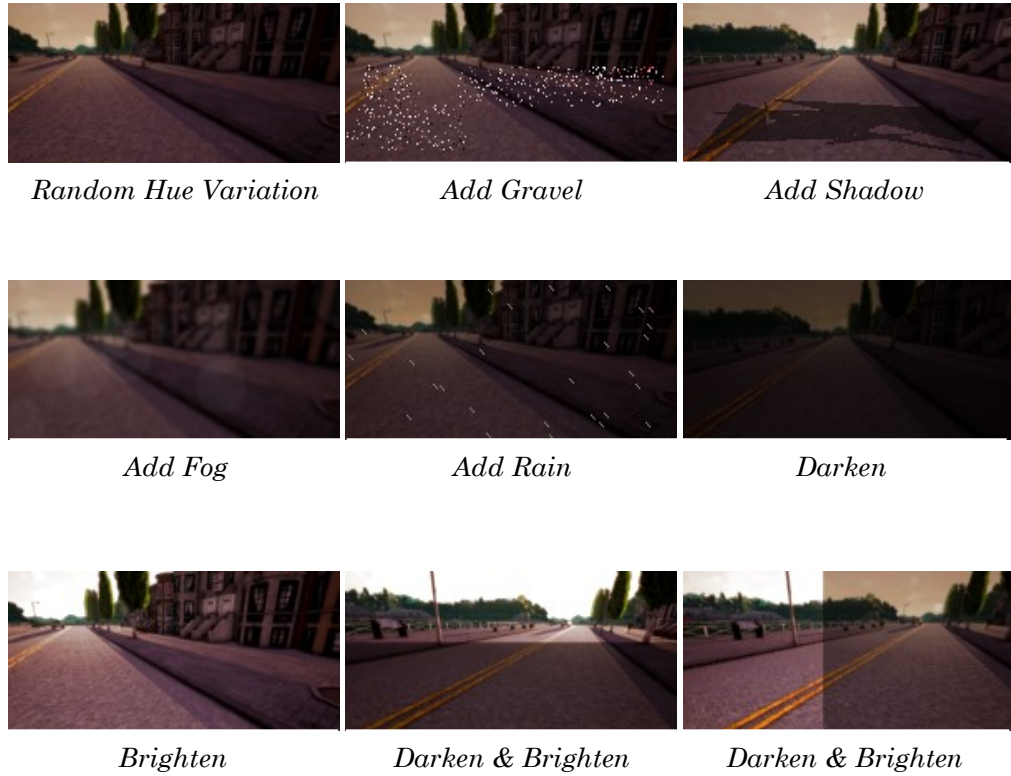 Random Hue Variation
Add Gravel
Add Shadow
Add Fog
Add Rain
Darken
Brighten
Darken & Brighten
Darken & Brighten